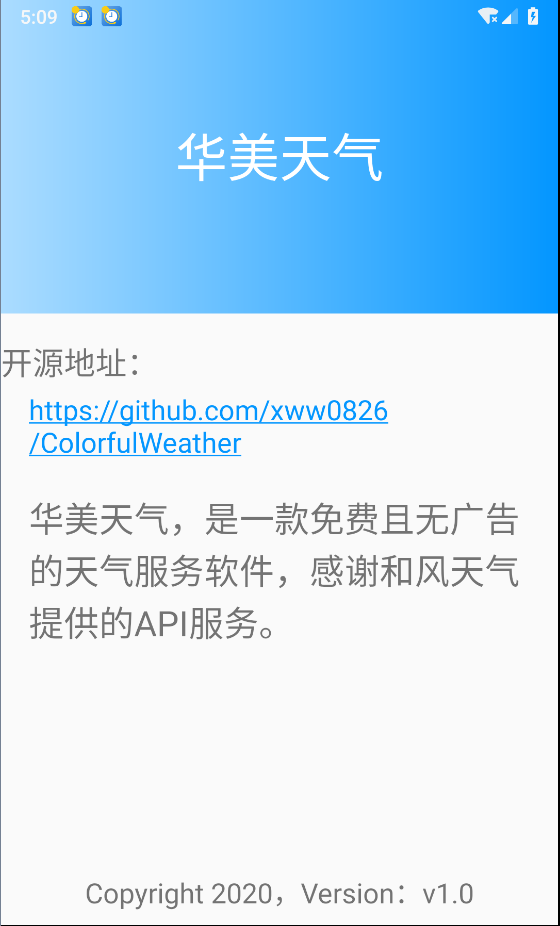 5:09
华美天气
开源地址：
https://github.com/xww0826
/ColorfulWeather
华美天气，是一款免费且无广告
的天气服务软件，感谢和风天气
提供的API服务。
Copyright 2020，Version：v1.0